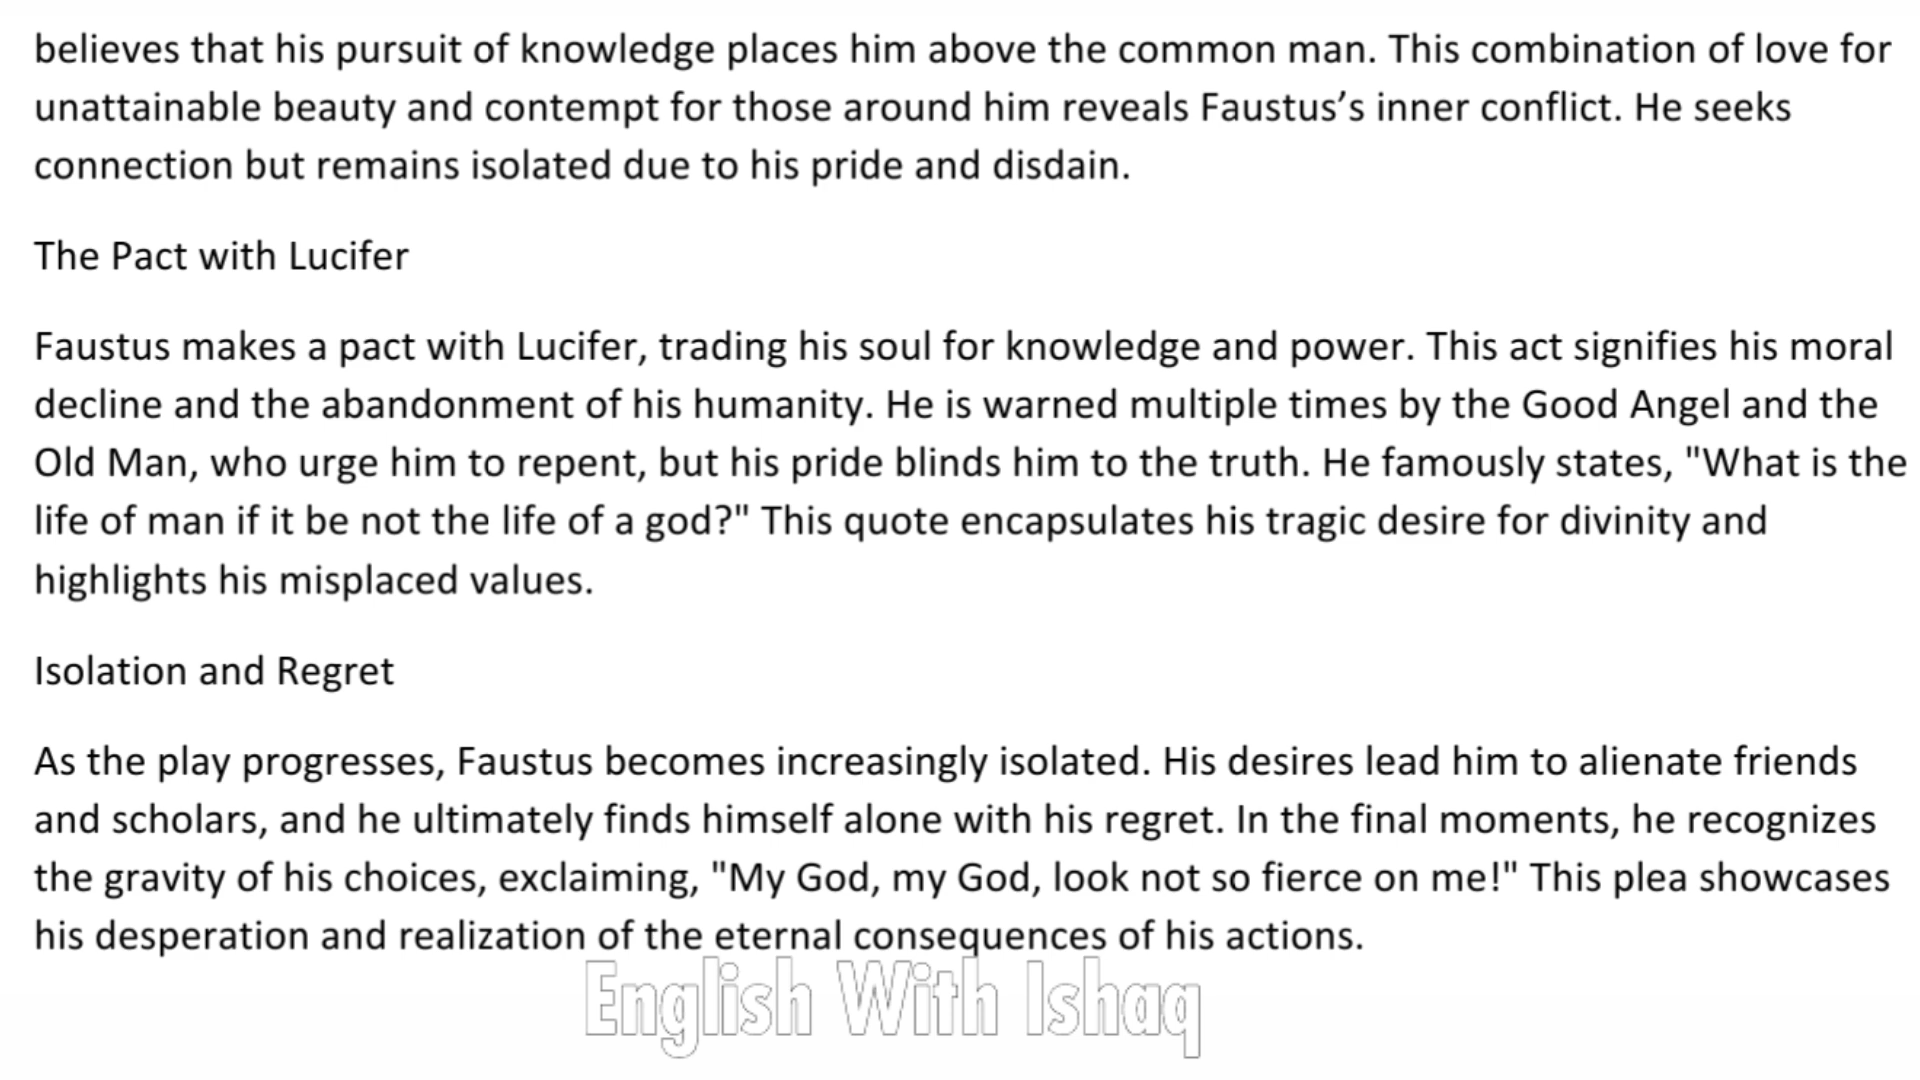 believes that his pursuit of knowledge places him above the common man. This combination of love for
unattainable beauty and contempt for those around him reveals Faustus’s inner conflict. He seeks
connection but remains isolated due to his pride and disdain.
The Pact with Lucifer
Faustus makes a pact with Lucifer, trading his soul for knowledge and power. This act signifies his moral
decline and the abandonment of his humanity. He is warned multiple times by the Good Angel and the
Old Man, who urge him to repent, but his pride blinds him to the truth. He famously states, "What is the
life of man if it be not the life of a god?" This quote encapsulates his tragic desire for divinity and
highlights his misplaced values.
Isolation and Regret
As the play progresses, Faustus becomes increasingly isolated. His desires lead him to alienate friends
and scholars, and he ultimately finds himself alone with his regret. In the final moments, he recognizes
the gravity of his choices, exclaiming, "My God, my God, look not so fierce on me!" This plea showcases
his desperation and realization of the eternal consequences of his actions.
English With Ishaq